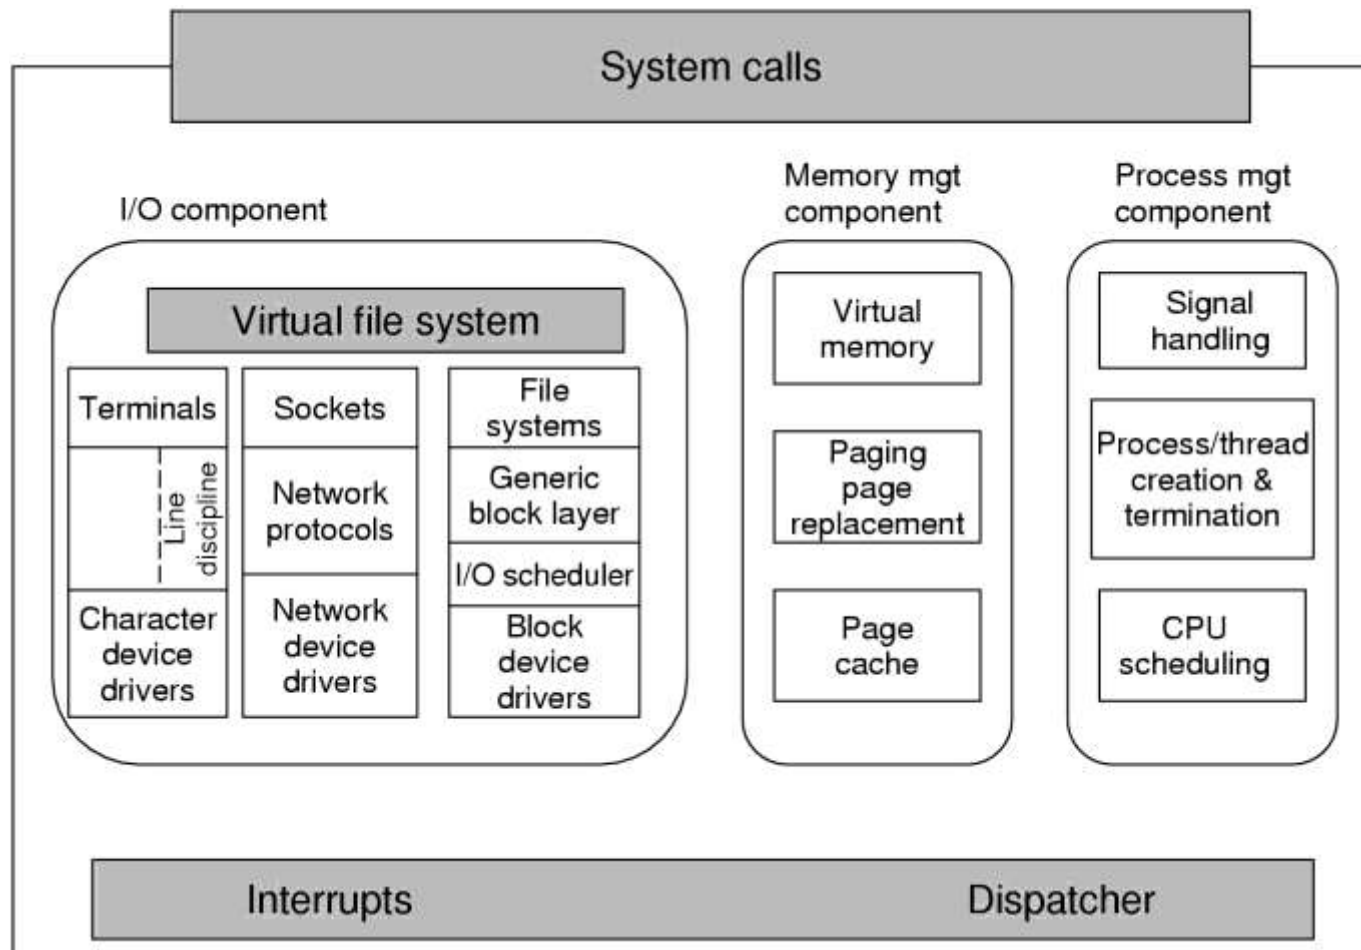 System calls
I/O component
Memory mgt
component
Process mgt
component
Virtual file system
Terminals
Line
discipline
Character
device
drivers
Sockets
Network
protocols
Network
device
drivers
File
systems
Generic
block layer
I/O scheduler
Block
device
drivers
Virtual
memory
Paging
page
replacement
Page
cache
Signal
handling
Process/thread
creation &
termination
CPU
scheduling
Interrupts
Dispatcher